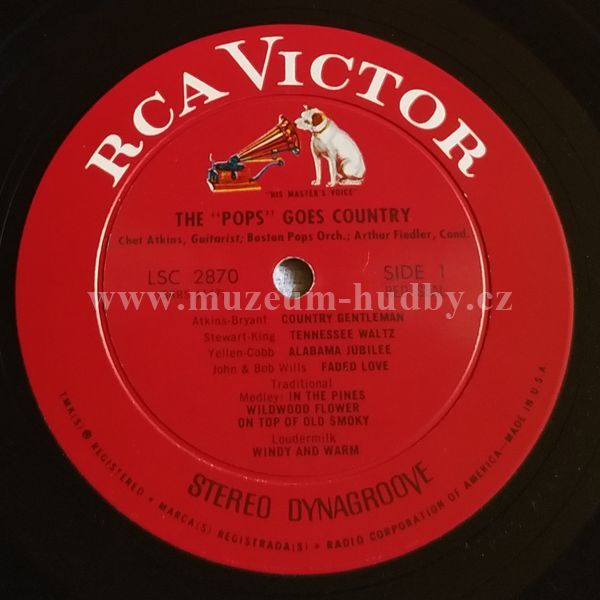 RCA VICTOR
"HIS MASTER'S VOICE"
THE "POPS" GOES COUNTRY
Chet Atkins, Guitarist; Boston Pops Orch.; Arthur Fiedler, Cond.
LSC 2870
SIDE 1
www.muzeum-hudby.cz
Atkins-Bryant COUNTRY GENTLEMAN
Stewart-King TENNESSEE WALTZ
Yellen-Cobb ALABAMA JUBILEE
John & Bob Wills FADED LOVE
Traditional
Medley: IN THE PINES
WILDWOOD FLOWER
ON TOP OF OLD SMOKY
Loudermilk
WINDY AND WARM
STEREO DYNAGROOVE
TMK(S) ® REGISTERED • MARCA(S) REGISTRADA(S) • RADIO CORPORATION OF AMERICA—MADE IN U.S.A.